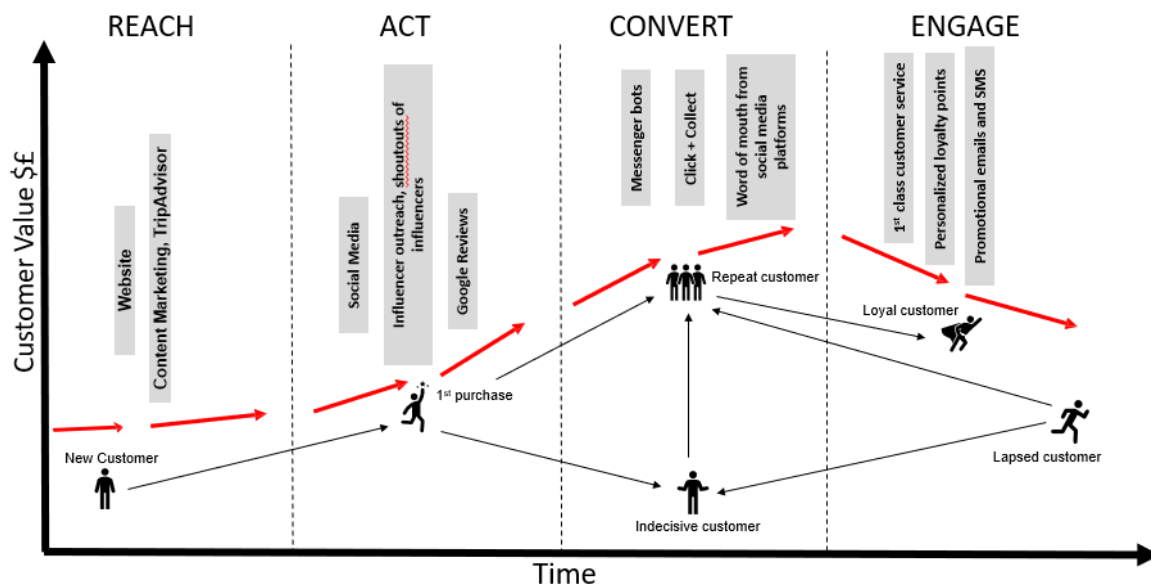 REACH
ACT
CONVERT
ENGAGE
Customer Value $£
Website
Content Marketing, TripAdvisor
Social Media
Influencer outreach, shoutouts of
influencers
Google Reviews
Messenger bots
Click + Collect
Word of mouth from
social media
platforms
1st class customer service
Personalized loyalty points
Promotional emails and SMS
New Customer
1st purchase
Repeat customer
Loyal customer
Indecisive customer
Lapsed customer
Time